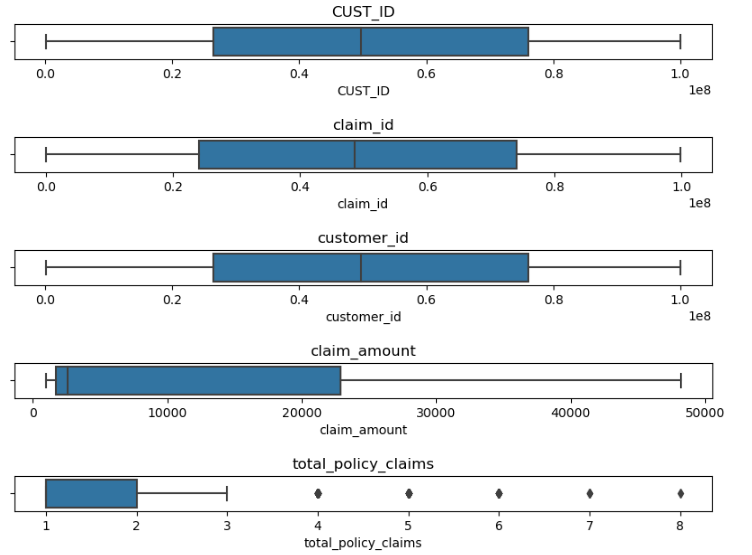 CUST_ID
0.0 0.2 0.4 0.6 0.8 1.0
1e8
CUST_ID
claim_id
0.0 0.2 0.4 0.6 0.8 1.0
1e8
claim_id
customer_id
0.0 0.2 0.4 0.6 0.8 1.0
1e8
customer_id
claim_amount
0 10000 20000 30000 40000 50000
claim_amount
total_policy_claims
1 2 3 4 5 6 7 8
total_policy_claims